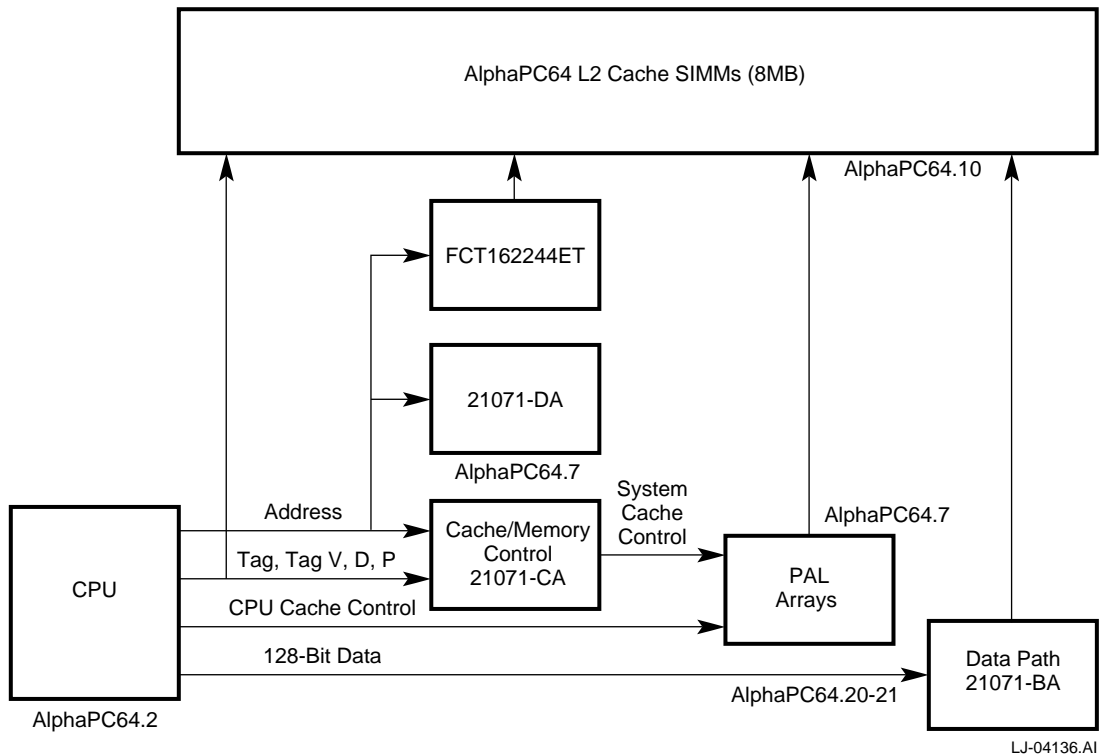 AlphaPC64 L2 Cache SIMMs (8MB)
AlphaPC64.10
FCT162244ET
21071-DA
AlphaPC64.7
System
Cache
Control
AlphaPC64.7
Address
Cache/Memory
Control
21071-CA
Tag, Tag V, D, P
CPU
PAL
Arrays
CPU Cache Control
128-Bit Data
Data Path
21071-BA
AlphaPC64.20-21
AlphaPC64.2
LJ-04136.AI